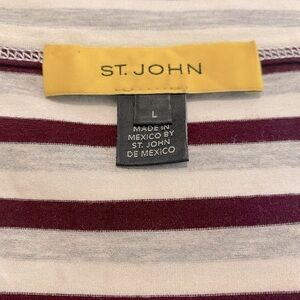 ST. JOHN
L
MADE IN
MEXICO BY
ST. JOHN
DE MEXICO